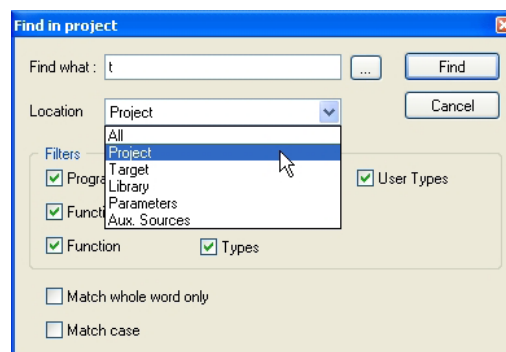 Find in project
Find what : t ... Find
Location Project Cancel
All
Project
Target
Library
Parameters
Aux. Sources
Filters
User Types
Function Types
Match whole word only
Match case